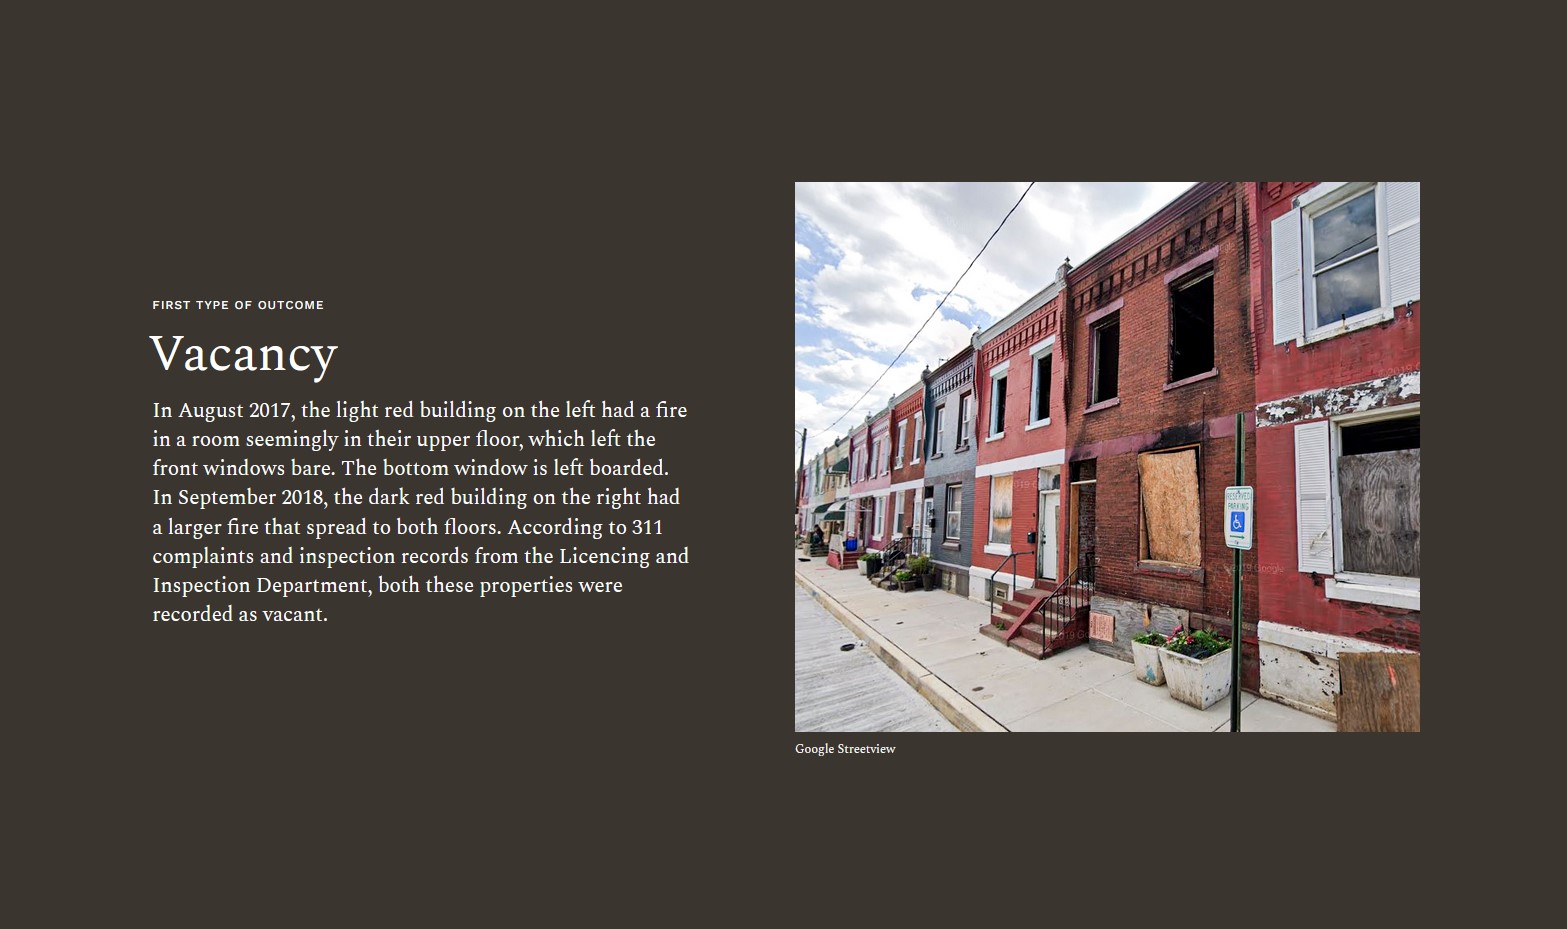 FIRST TYPE OF OUTCOME
Vacancy
In August 2017, the light red building on the left had a fire
in a room seemingly in their upper floor, which left the
front windows bare. The bottom window is left boarded.
In September 2018, the dark red building on the right had
a larger fire that spread to both floors. According to 311
complaints and inspection records from the Licencing and
Inspection Department, both these properties were
recorded as vacant.
RESERVED
PARKING
Google Streetview